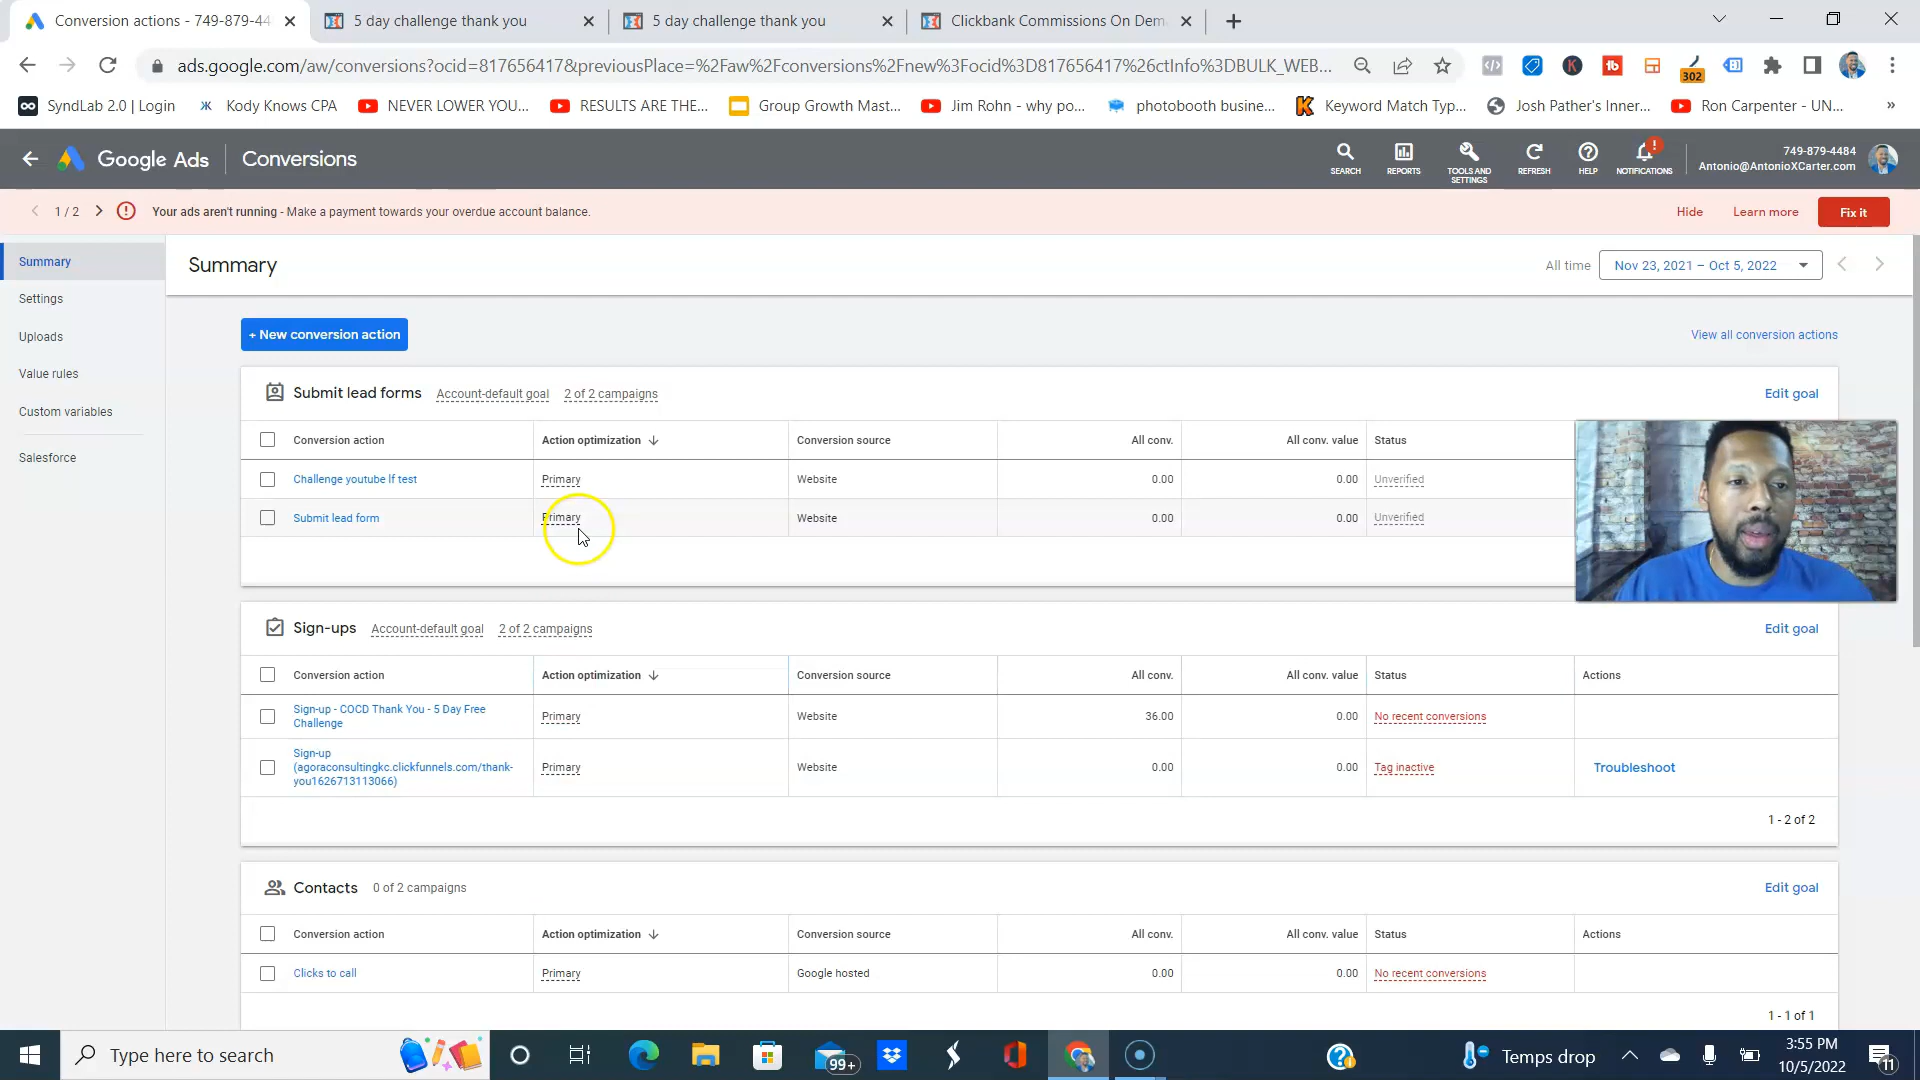 Conversion actions - 749-879-44
5 day challenge thank you
5 day challenge thank you
Clickbank Commissions On Dem
ads.google.com/aw/conversions?ocid=817656417&previousPlace=%2Faw%2Fconversions%2Fnew%3Focid%3D817656417%26ctInfo%3DBULK_WEB...
302
SyndLab 2.0 | Login
Kody Knows CPA
NEVER LOWER YOU...
RESULTS ARE THE...
Group Growth Mast...
Jim Rohn - why po...
photobooth busine...
Keyword Match Typ...
Josh Pather's Inner...
Ron Carpenter - UN...
»
Google Ads
Conversions
SEARCH
REPORTS
TOOLS AND
SETTINGS
REFRESH
HELP
NOTIFICATIONS
749-879-4484
Antonio@AntonioXCarter.com
1 / 2
Your ads aren't running - Make a payment towards your overdue account balance.
Hide
Learn more
Fix it
Summary
Settings
Uploads
Value rules
Custom variables
Salesforce
Summary
All time
Nov 23, 2021 – Oct 5, 2022
+ New conversion action
View all conversion actions
Submit lead forms
Account-default goal
2 of 2 campaigns
Edit goal
Conversion action
Action optimization
Conversion source
All conv.
All conv. value
Status
Challenge youtube lf test
Primary
Website
0.00
0.00
Unverified
Submit lead form
Primary
Website
0.00
0.00
Unverified
Sign-ups
Account-default goal
2 of 2 campaigns
Edit goal
Conversion action
Action optimization
Conversion source
All conv.
All conv. value
Status
Actions
Sign-up - COCD Thank You - 5 Day Free
Challenge
Primary
Website
36.00
0.00
No recent conversions
Sign-up
(agoraconsultingkc.clickfunnels.com/thank-
you1626713113066)
Primary
Website
0.00
0.00
Tag inactive
Troubleshoot
1 - 2 of 2
Contacts
0 of 2 campaigns
Edit goal
Conversion action
Action optimization
Conversion source
All conv.
All conv. value
Status
Actions
Clicks to call
Primary
Google hosted
0.00
0.00
No recent conversions
1 - 1 of 1
Type here to search
99+
Temps drop
3:55 PM
10/5/2022
11